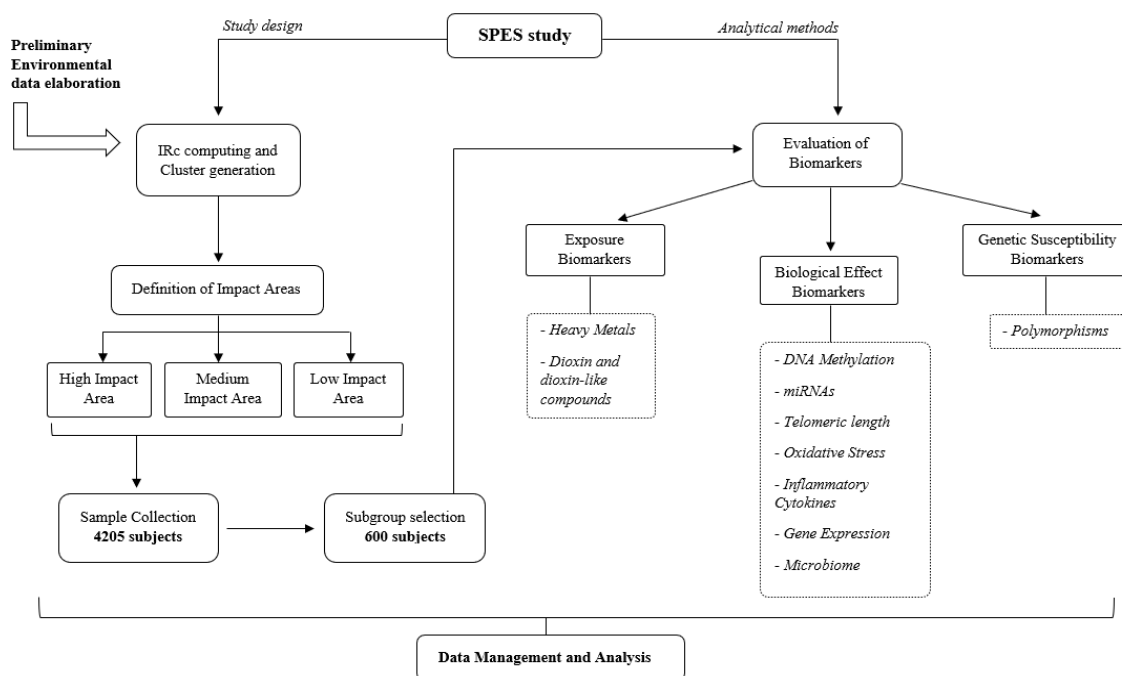 Study design
SPES study
Analytical methods
Preliminary
Environmental
data elaboration
IRc computing and
Cluster generation
Evaluation of
Biomarkers
Definition of Impact Areas
Exposure
Biomarkers
Biological Effect
Biomarkers
Genetic Susceptibility
Biomarkers
High Impact
Area
Medium
Impact Area
Low Impact
Area
- Heavy Metals
- Dioxin and
dioxin-like
compounds
- DNA Methylation
- miRNAs
- Telomeric length
- Oxidative Stress
- Inflammatory
Cytokines
- Gene Expression
- Microbiome
- Polymorphisms
Sample Collection
4205 subjects
Subgroup selection
600 subjects
Data Management and Analysis